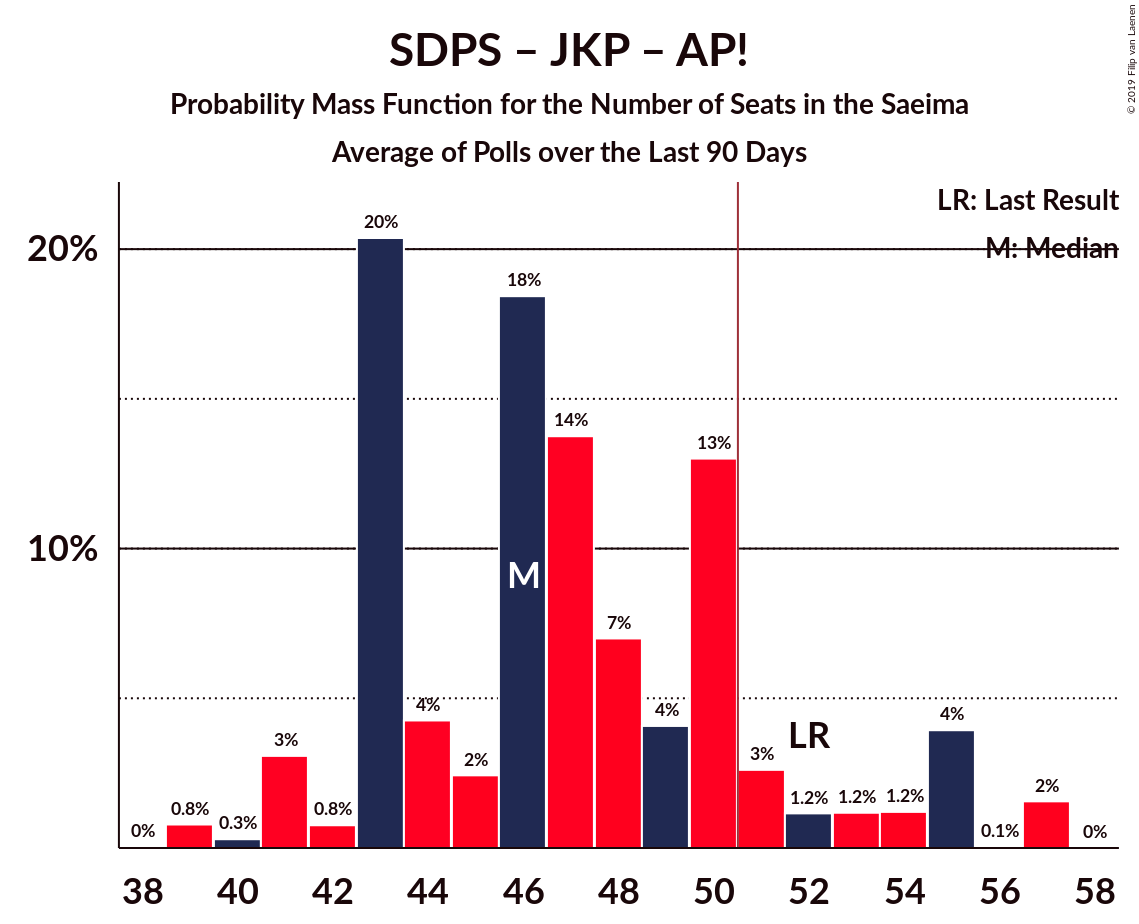 SDPS – JKP – AP!
Probability Mass Function for the Number of Seats in the Saeima
Average of Polls over the Last 90 Days
© 2019 Filip van Laenen
LR: Last Result
M: Median
20%
10%
0%
0.8%
0.3%
3%
0.8%
20%
4%
2%
18%
14%
7%
4%
13%
3%
1.2%
1.2%
1.2%
4%
0.1%
2%
0%
M
LR
38 40 42 44 46 48 50 52 54 56 58